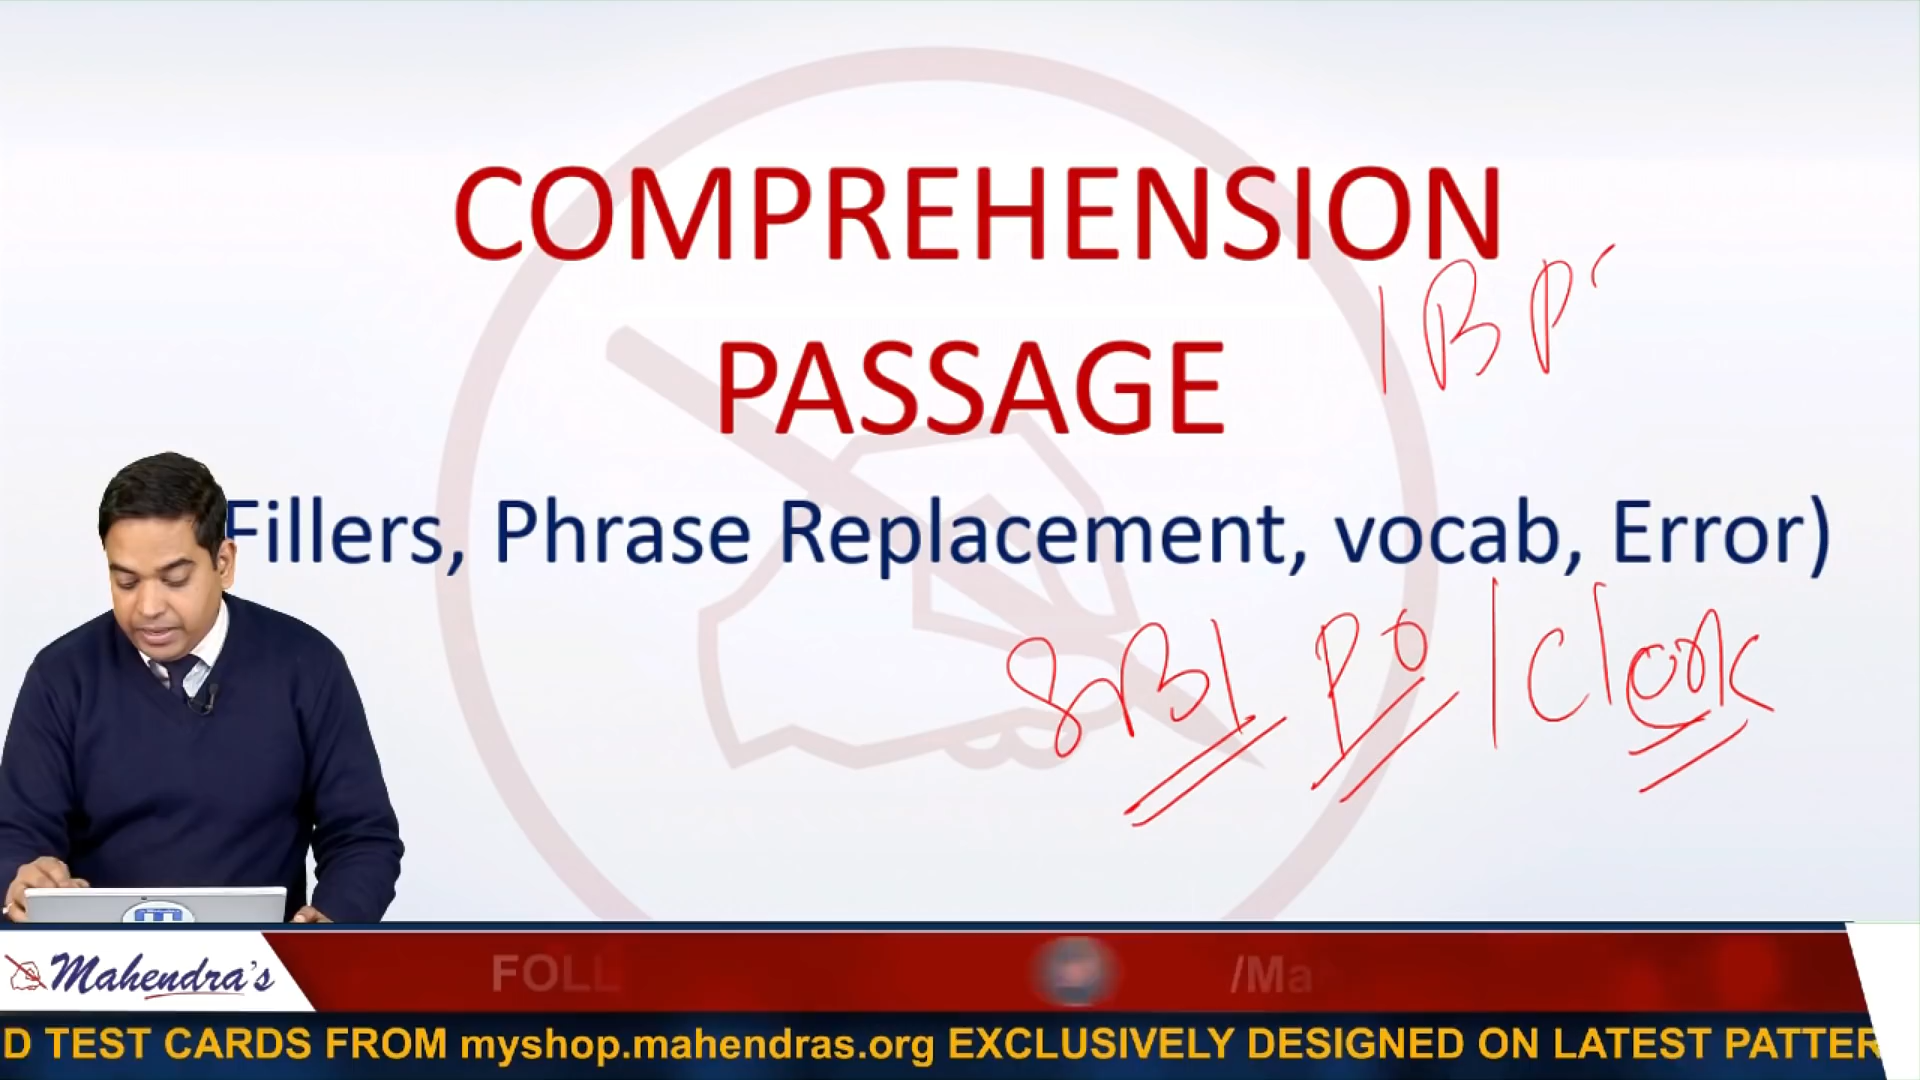 COMPREHENSION
IBP
PASSAGE
Fillers, Phrase Replacement, vocab, Error)
SBI PO / Clerk
Mahendra's
FOLL
/Ma
D TEST CARDS FROM myshop.mahendras.org EXCLUSIVELY DESIGNED ON LATEST PATTER